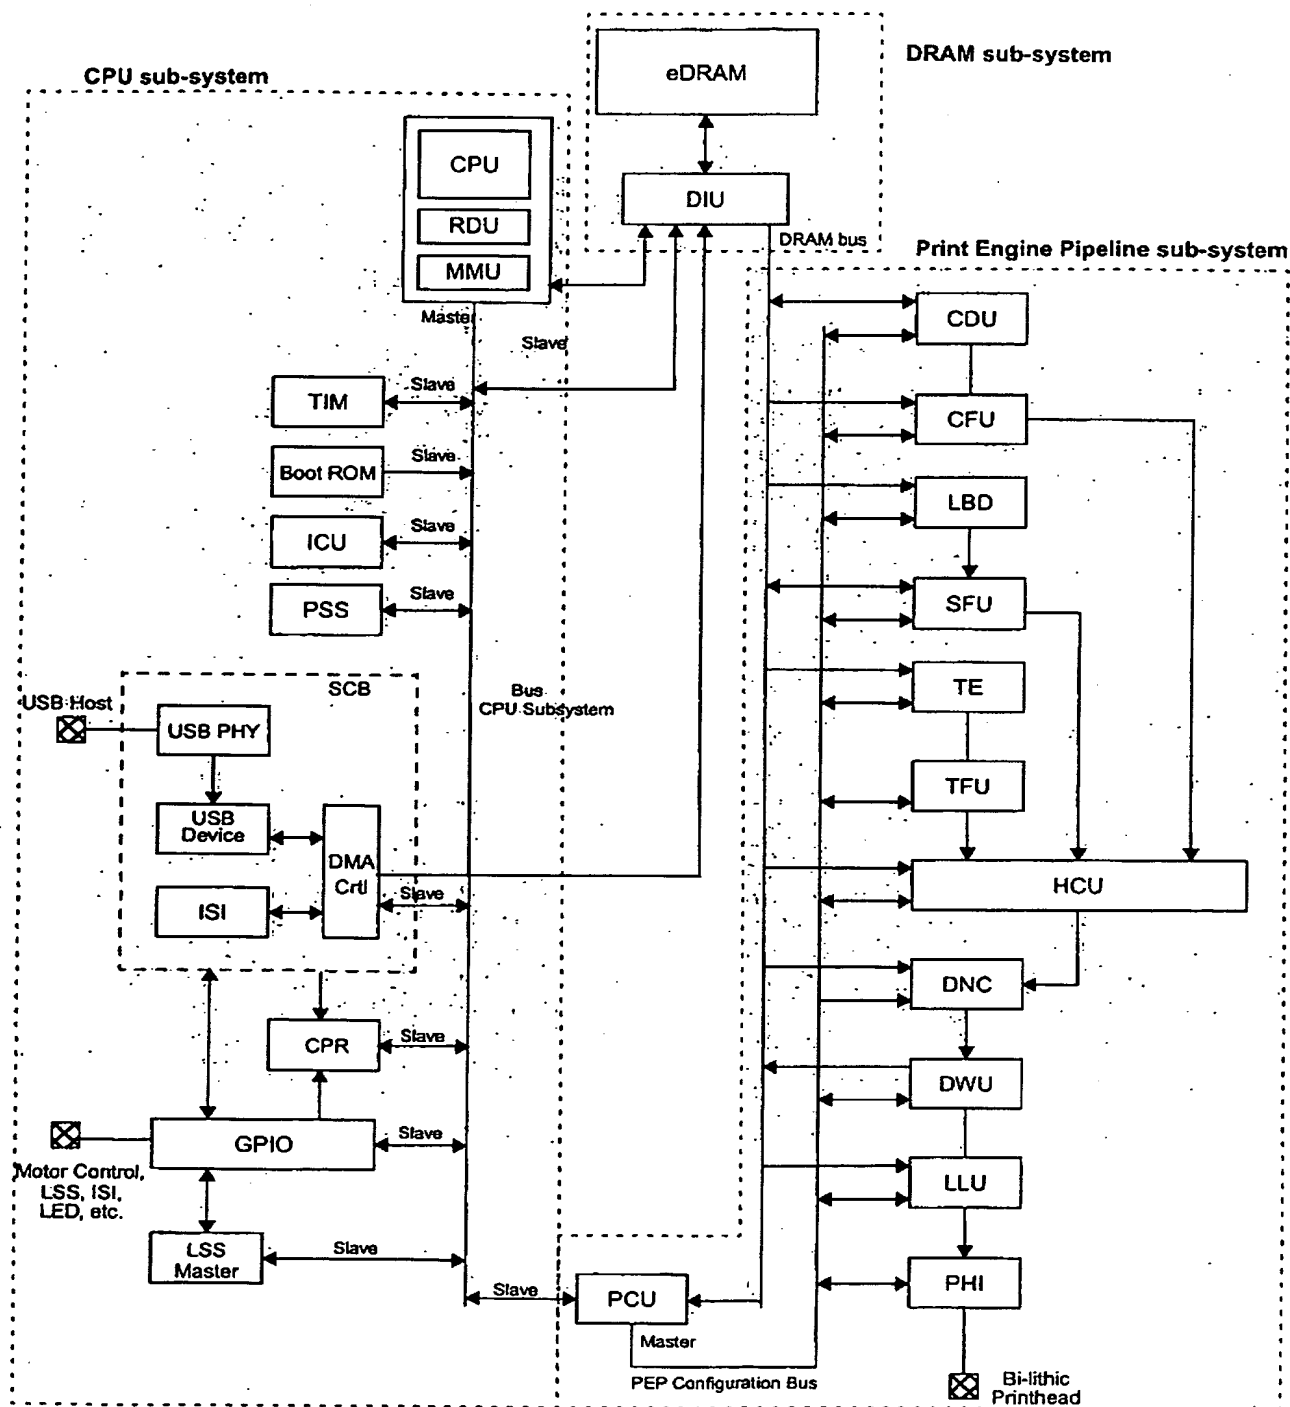 DRAM sub-system
eDRAM
CPU sub-system
CPU
DIU
RDU
DRAM bus
Print Engine Pipeline sub-system
MMU
CDU
Master
Slave
Slave
TIM
CFU
Slave
Boot ROM
LBD
Slave
ICU
Slave
PSS
SFU
SCB
TE
USB Host
Bus
CPU Subsystem
USB PHY
TFU
USB
Device
DMA
Crtl
Slave
HCU
ISI
DNC
Slave
CPR
DWU
Slave
GPIO
Motor Control,
LSS, ISI,
LED, etc.
LLU
LSS
Master
Slave
Slave
PCU
PHI
Master
PEP Configuration Bus
Bi-lithic
Printhead